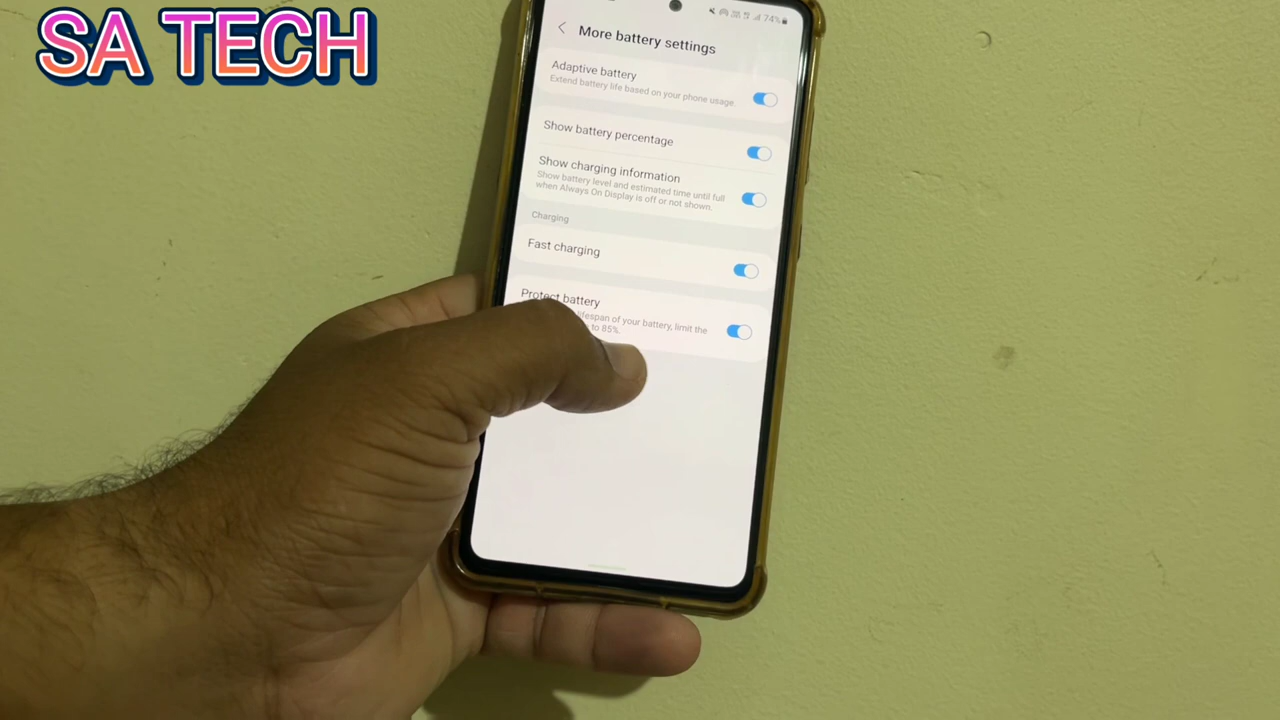 SA TECH
74%
More battery settings
Adaptive battery
Extend battery life based on your phone usage.
Show battery percentage
Show charging information
Show battery level and estimated time until full
when Always On Display is off or not shown.
Charging
Fast charging
Protect battery
lifespan of your battery, limit the
to 85%.